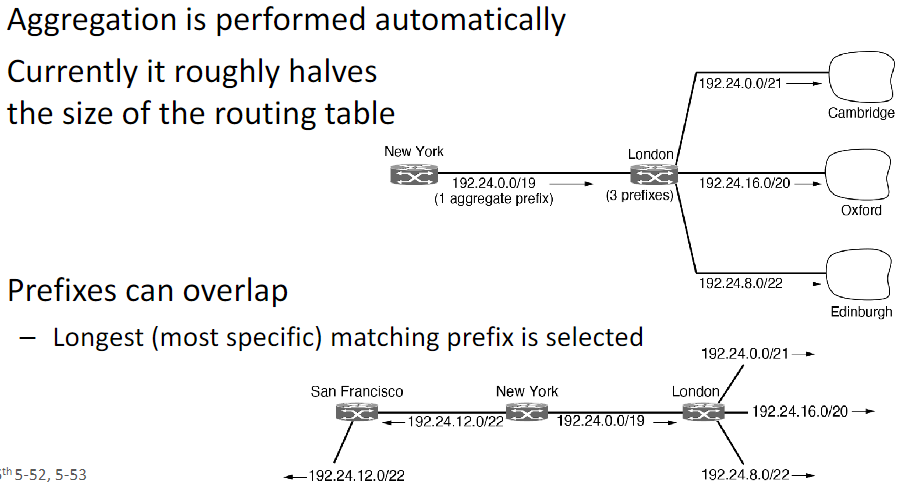 Aggregation is performed automatically
Currently it roughly halves
the size of the routing table
192.24.0.0/21
Cambridge
New York
London
192.24.0.0/19
(1 aggregate prefix)
(3 prefixes)
192.24.16.0/20
Oxford
192.24.8.0/22
Edinburgh
Prefixes can overlap
– Longest (most specific) matching prefix is selected
192.24.0.0/21
San Francisco
New York
London
192.24.12.0/22
192.24.0.0/19
192.24.16.0/20
192.24.12.0/22
192.24.8.0/22
th 5-52, 5-53